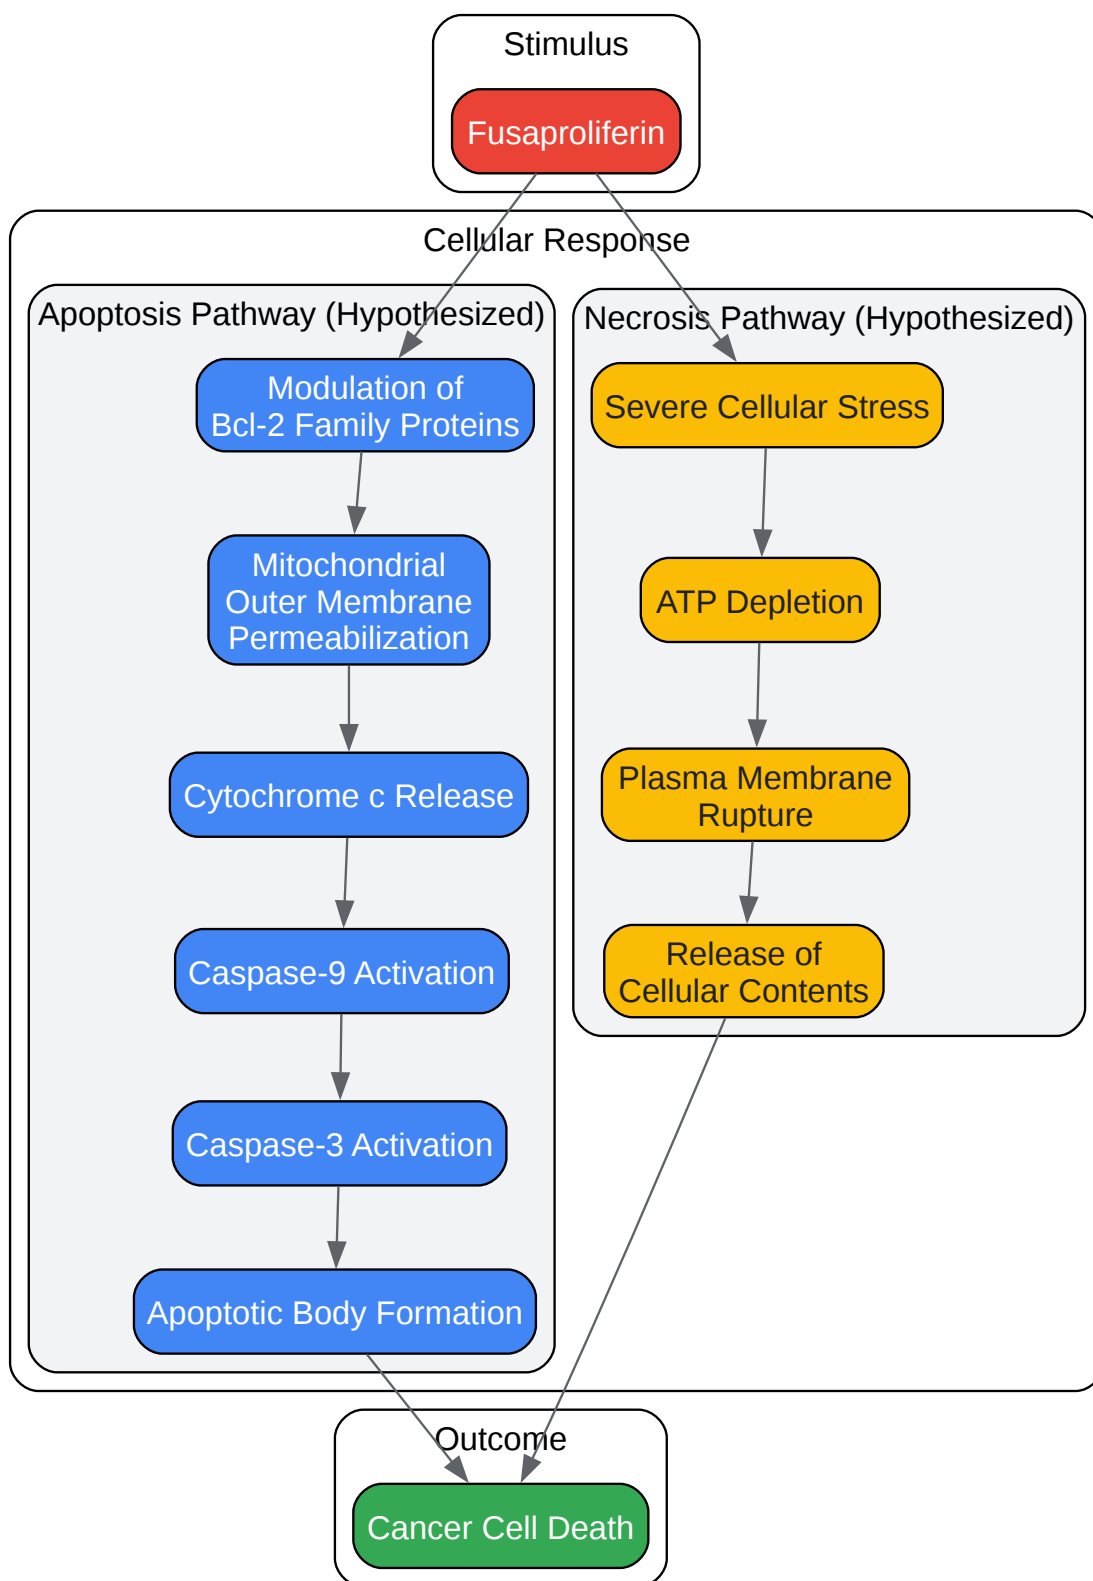 Stimulus
Fusaproliferin
Cellular Response
Apoptosis Pathway (Hypothesized)
Modulation of
Bcl-2 Family Proteins
Mitochondrial
Outer Membrane
Permeabilization
Cytochrome c Release
Caspase-9 Activation
Caspase-3 Activation
Apoptotic Body Formation
Necrosis Pathway (Hypothesized)
Severe Cellular Stress
ATP Depletion
Plasma Membrane
Rupture
Release of
Cellular Contents
Outcome
Cancer Cell Death